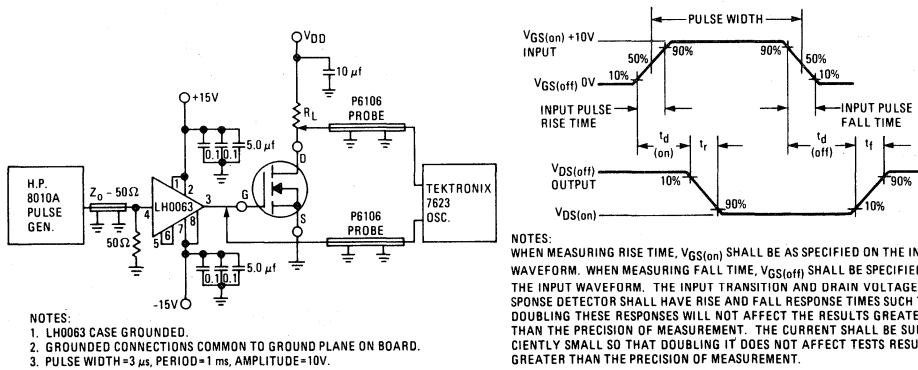 VDD
10 μf
+15V
RL
P6106
PROBE
D
0.1 0.1 5.0 μf
H.P.
8010A
PULSE
GEN.
Z0 - 50Ω
4
1
2
LH0063
3
G
50Ω
5 6 7 8
S
TEKTRONIX
7623
OSC.
P6106
PROBE
0.1 0.1 5.0 μf
-15V
NOTES:
1. LH0063 CASE GROUNDED.
2. GROUNDED CONNECTIONS COMMON TO GROUND PLANE ON BOARD.
3. PULSE WIDTH =3 μs, PERIOD=1 ms, AMPLITUDE=10V.
PULSE WIDTH
VGS(on) +10V
INPUT
50% 90% 90% 50%
10% 10%
VGS(off) 0V
INPUT PULSE
RISE TIME
INPUT PULSE
FALL TIME
td
(on)
tr
td
(off)
tf
VDS(off)
OUTPUT
10% 90%
90% 10%
VDS(on)
NOTES:
WHEN MEASURING RISE TIME, VGS(on) SHALL BE AS SPECIFIED ON THE IN
WAVEFORM. WHEN MEASURING FALL TIME, VGS(off) SHALL BE SPECIFIED
THE INPUT WAVEFORM. THE INPUT TRANSITION AND DRAIN VOLTAGE
SPONSE DETECTOR SHALL HAVE RISE AND FALL RESPONSE TIMES SUCH T
DOUBLING THESE RESPONSES WILL NOT AFFECT THE RESULTS GREATE
THAN THE PRECISION OF MEASUREMENT. THE CURRENT SHALL BE SU
CIENTLY SMALL SO THAT DOUBLING IT DOES NOT AFFECT TESTS RESU
GREATER THAN THE PRECISION OF MEASUREMENT.